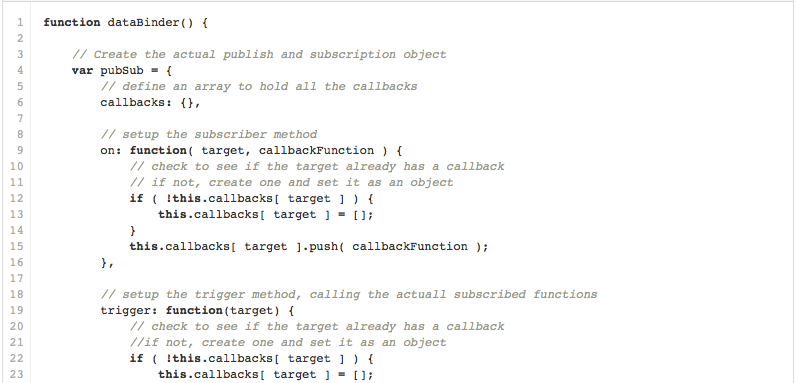 1 function dataBinder() {
2
3 // Create the actual publish and subscription object
4 var pubSub = {
5 // define an array to hold all the callbacks
6 callbacks: {},
7
8 // setup the subscriber method
9 on: function( target, callbackFunction ) {
10 // check to see if the target already has a callback
11 // if not, create one and set it as an object
12 if ( !this.callbacks[ target ] ) {
13 this.callbacks[ target ] = [];
14 }
15 this.callbacks[ target ].push( callbackFunction );
16 },
17
18 // setup the trigger method, calling the actuall subscribed functions
19 trigger: function(target) {
20 // check to see if the target already has a callback
21 //if not, create one and set it as an object
22 if ( !this.callbacks[ target ] ) {
23 this.callbacks[ target ] = [];